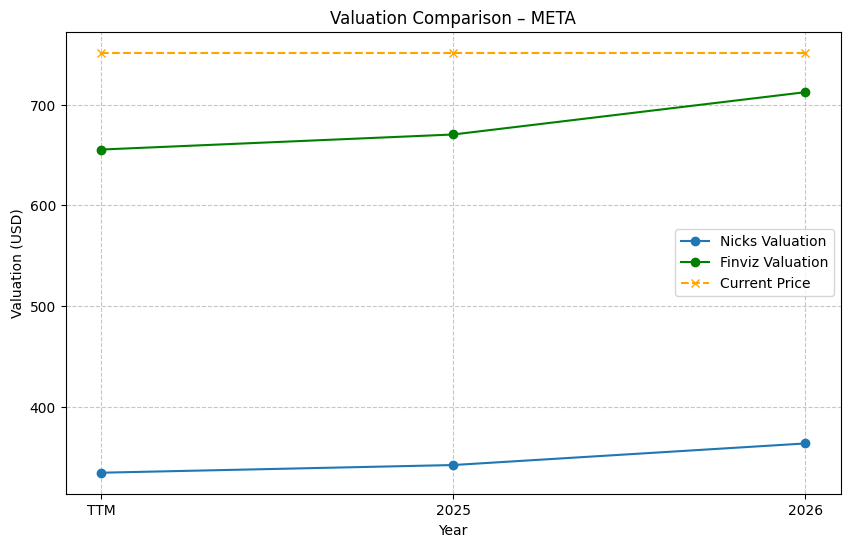 Valuation Comparison – META
Valuation (USD)
700
600
500
400
Nicks Valuation
Finviz Valuation
Current Price
TTM
2025
2026
Year